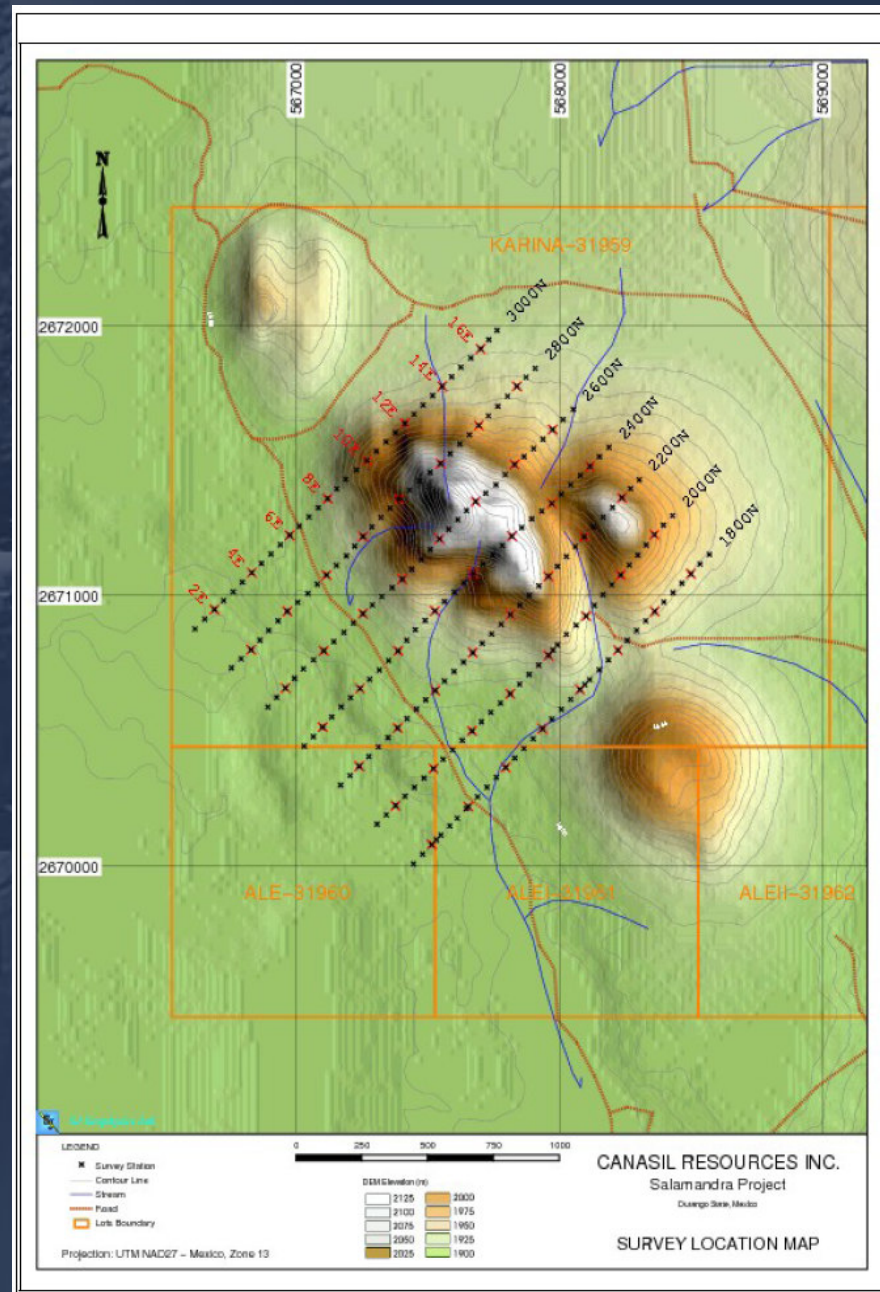 567000
568000
569000
N
KARINA-31959
2672000
16E
3000N
14E
2800N
12E
2600N
10E
2400N
8E
2200N
6E
2000N
4E
1800N
2E
2671000
2670000
ALE-31960
ALEI-31961
ALEII-31962
LEGEND
Survey Station
Contour Line
Stream
Road
Lots Boundary
Projection: UTM NAD27 - Mexico, Zone 13
0 250 500 750 1000
DEM Elevation (m)
2125 2000
2100 1975
2075 1950
2050 1925
2025 1900
CANASIL RESOURCES INC.
Salamandra Project
Durango State, Mexico
SURVEY LOCATION MAP